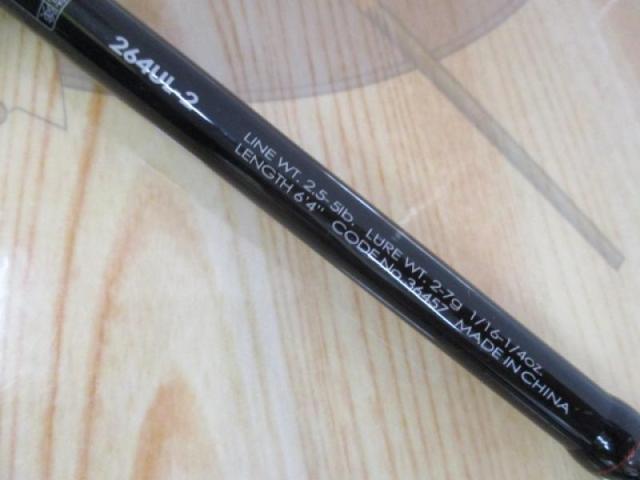 264UL-2
LINE WT. 2.5-5lb. LURE WT. 2-7g 1/16-1/4oz.
LENGTH 6'4" CODE No.36457 MADE IN CHINA